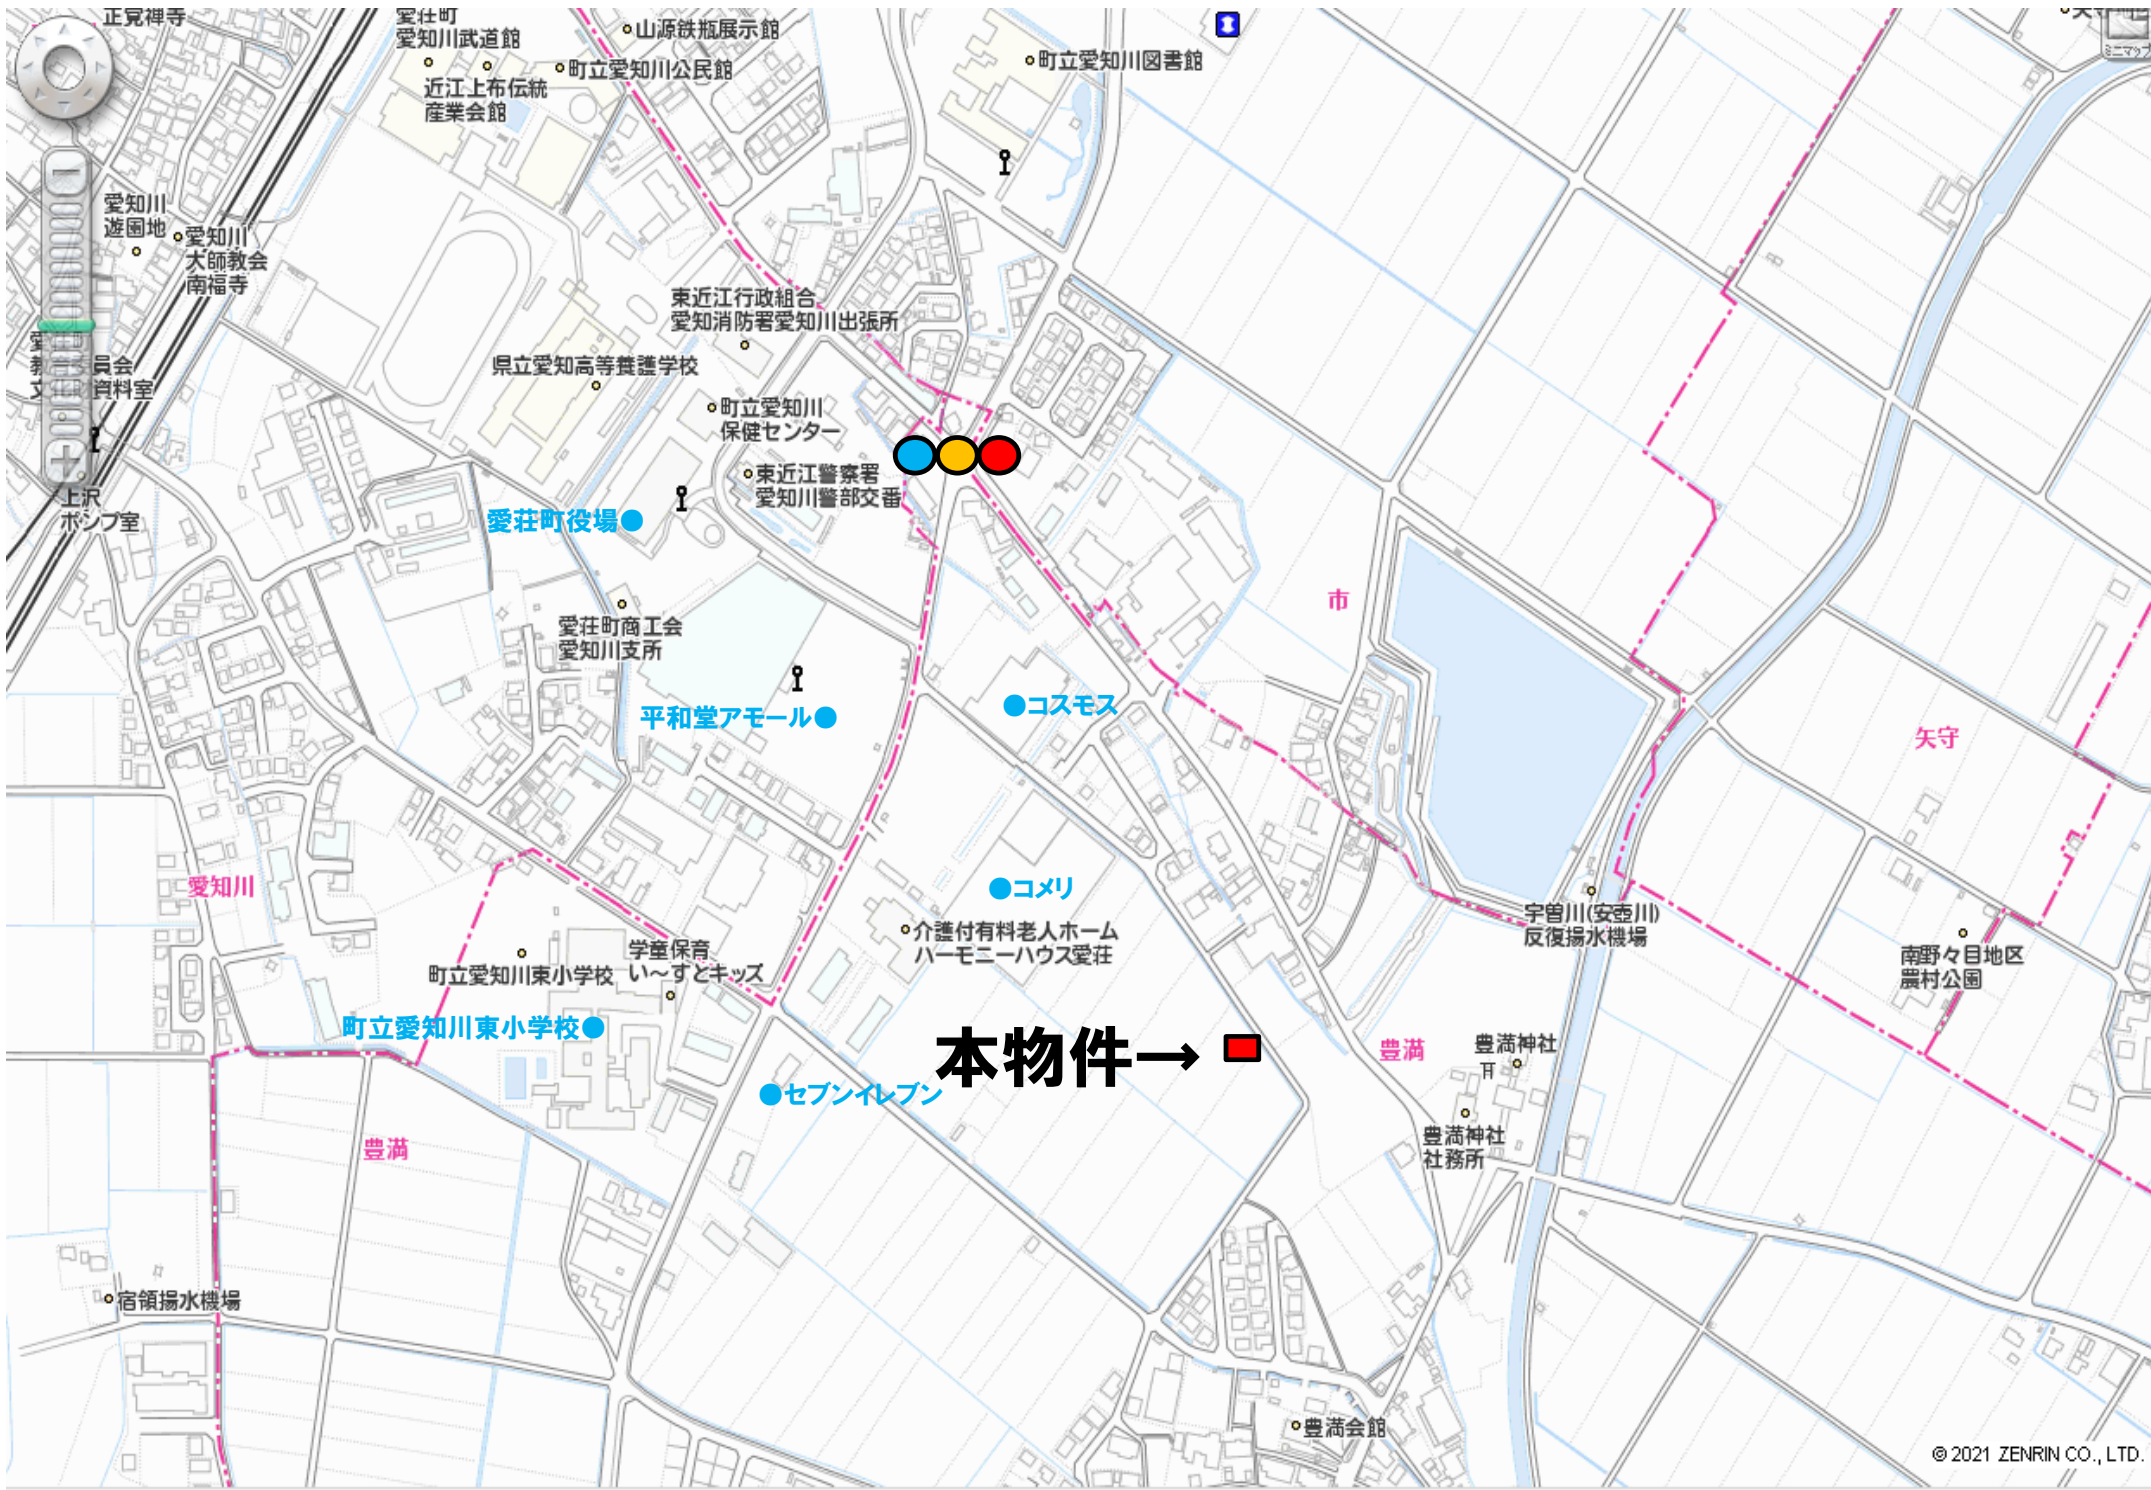 正覚禅寺
愛荘町
愛知川武道館
山源鉄瓶展示館
町立愛知川公民館
近江上布伝統
産業会館
町立愛知川図書館
ミニマップ
愛知川
遊園地
愛知川
大師教会
南福寺
東近江行政組合
愛知消防署愛知川出張所
県立愛知高等養護学校
町立愛知川
保健センター
東近江警察署
愛知川警部交番
上沢
ポンプ室
愛荘町役場
愛荘町商工会
愛知川支所
市
平和堂アモール
コスモス
矢守
愛知川
コメリ
介護付有料老人ホーム
ハーモニーハウス愛荘
宇曽川(安壺川)
反復揚水機場
南野々目地区
農村公園
学童保育
い～すとキッズ
町立愛知川東小学校
町立愛知川東小学校
本物件→
豊満
豊満神社
セブンイレブン
豊満神社
社務所
豊満
宿領揚水機場
豊満会館
© 2021 ZENRIN CO., LTD.